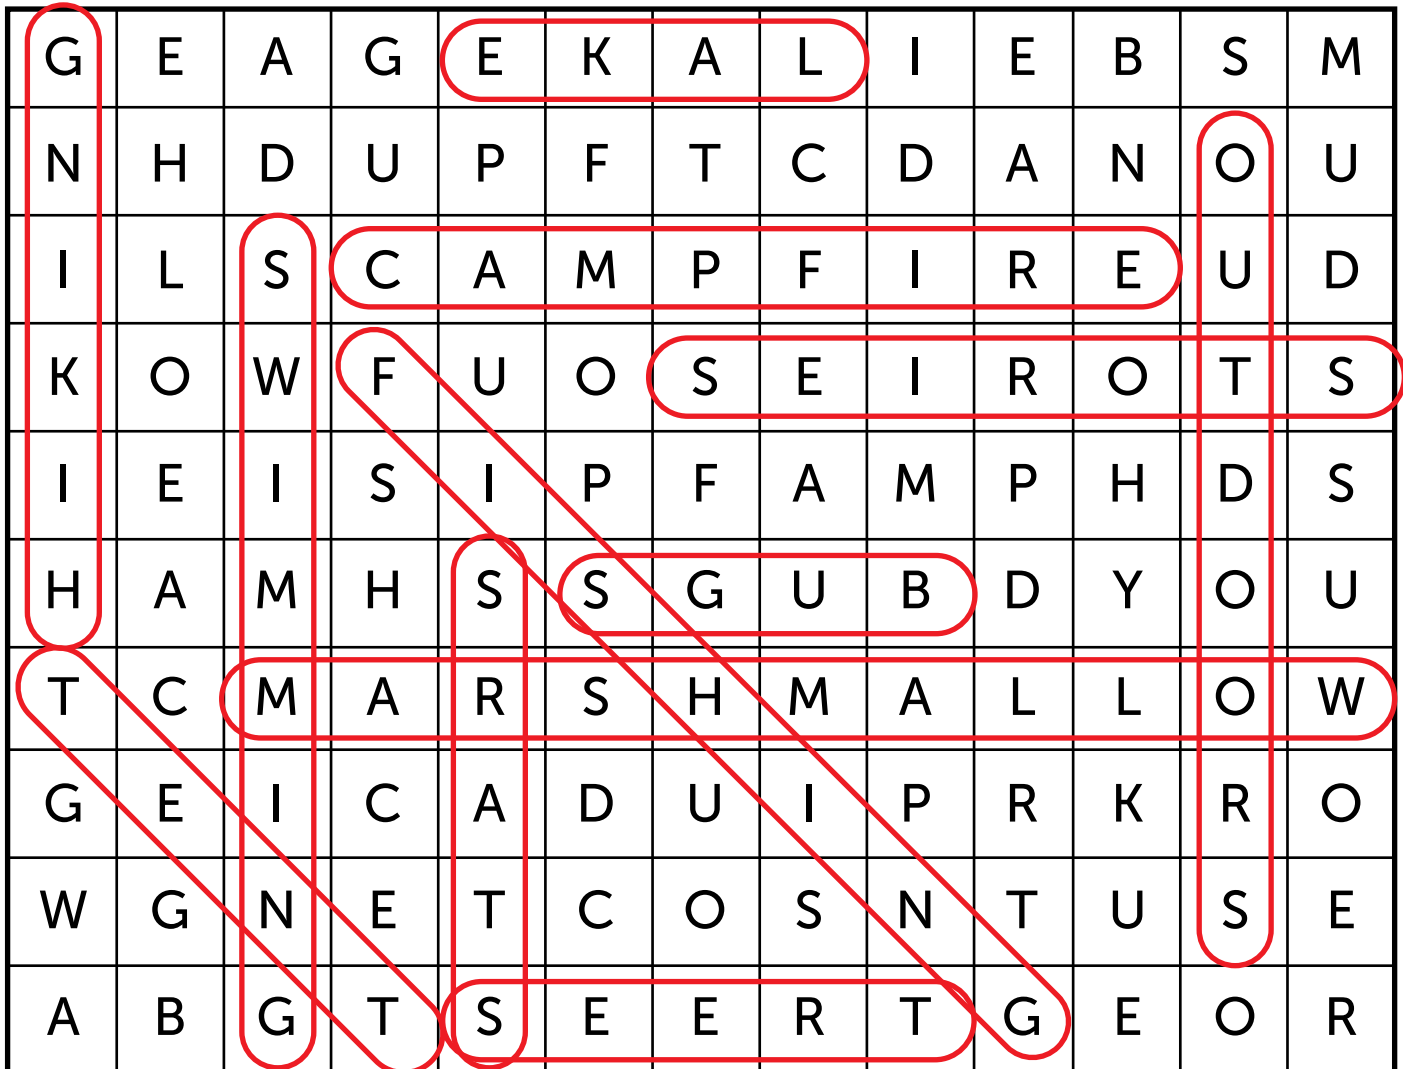 G E A G E K A L I E B S M
N H D U P F T C D A N O U
I L S C A M P F I R E U D
K O W F U O S E I R O T S
I E I S I P F A M P H D S
H A M H S S G U B D Y O U
T C M A R S H M A L L O W
G E I C A D U I P R K R O
W G N E T C O S N T U S E
A B G T S E E R T G E O R